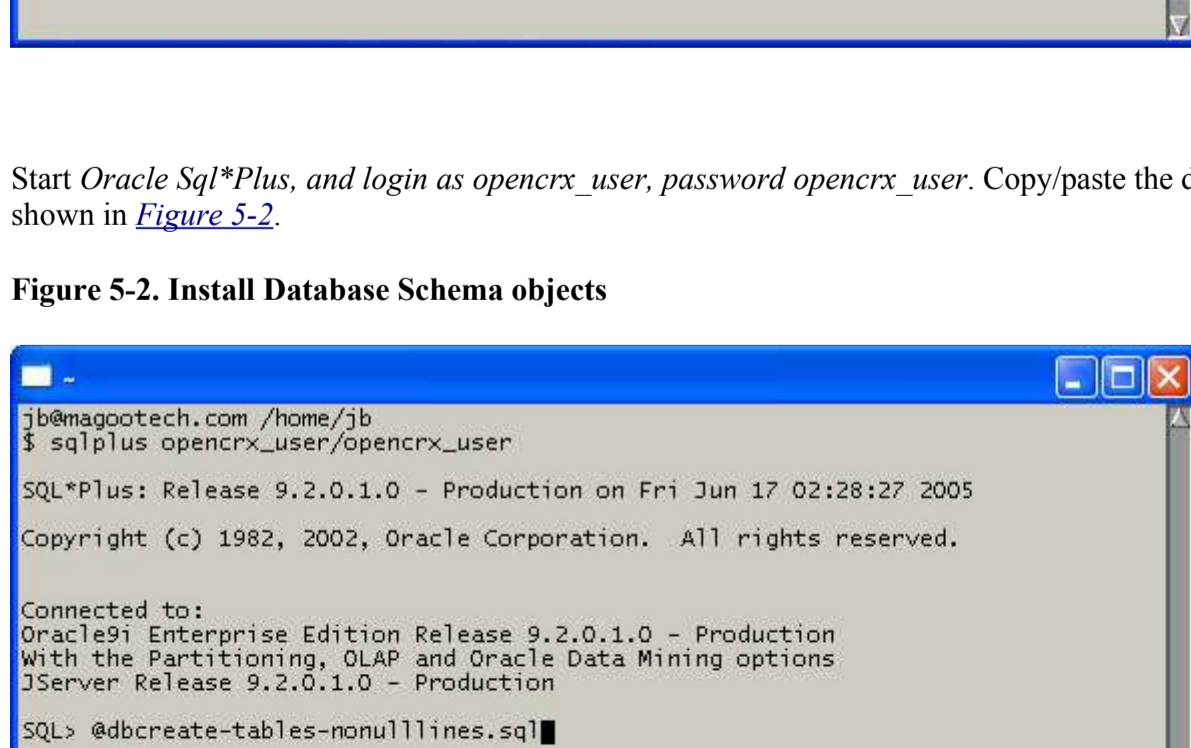 Start Oracle Sql*Plus, and login as opencrx_user, password opencrx_user. Copy/paste the
shown in Figure 5-2.
Figure 5-2. Install Database Schema objects
~
jb@magootech.com /home/jb
$ sqlplus opencrx_user/opencrx_user
SQL*Plus: Release 9.2.0.1.0 - Production on Fri Jun 17 02:28:27 2005
Copyright (c) 1982, 2002, Oracle Corporation.  All rights reserved.
Connected to:
Oracle9i Enterprise Edition Release 9.2.0.1.0 - Production
With the Partitioning, OLAP and Oracle Data Mining options
JServer Release 9.2.0.1.0 - Production
SQL> @dbcreate-tables-nonulllines.sql